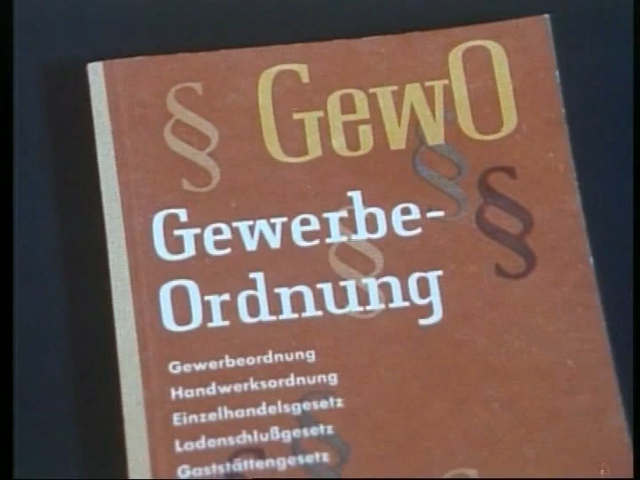 § GewO
§
§
Gewerbe-
§
Ordnung
Gewerbeordnung
Handwerksordnung
Einzelhandelsgesetz
Ladenschlußgesetz
Gaststättengesetz